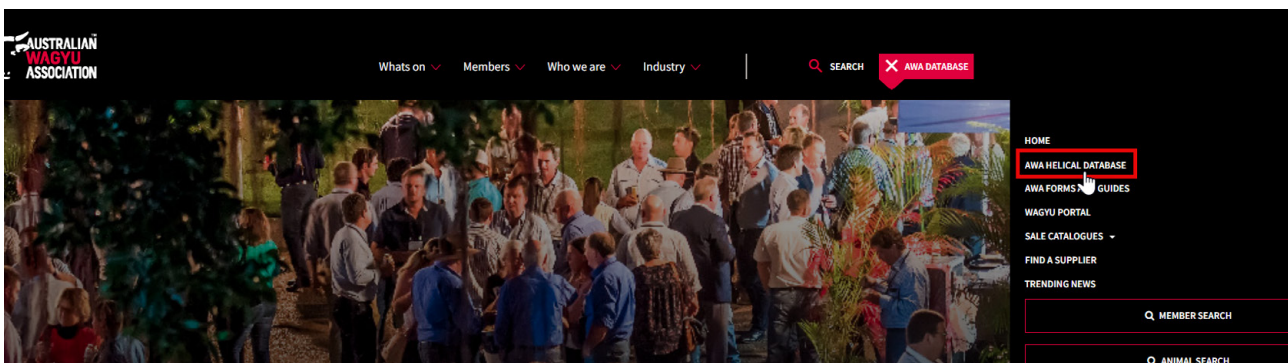 AUSTRALIAN
WAGYU
ASSOCIATION
Whats on
Members
Who we are
Industry
SEARCH
AWA DATABASE
HOME
AWA HELICAL DATABASE
AWA FORMS GUIDES
WAGYU PORTAL
SALE CATALOGUES
FIND A SUPPLIER
TRENDING NEWS
MEMBER SEARCH
ANIMAL SEARCH